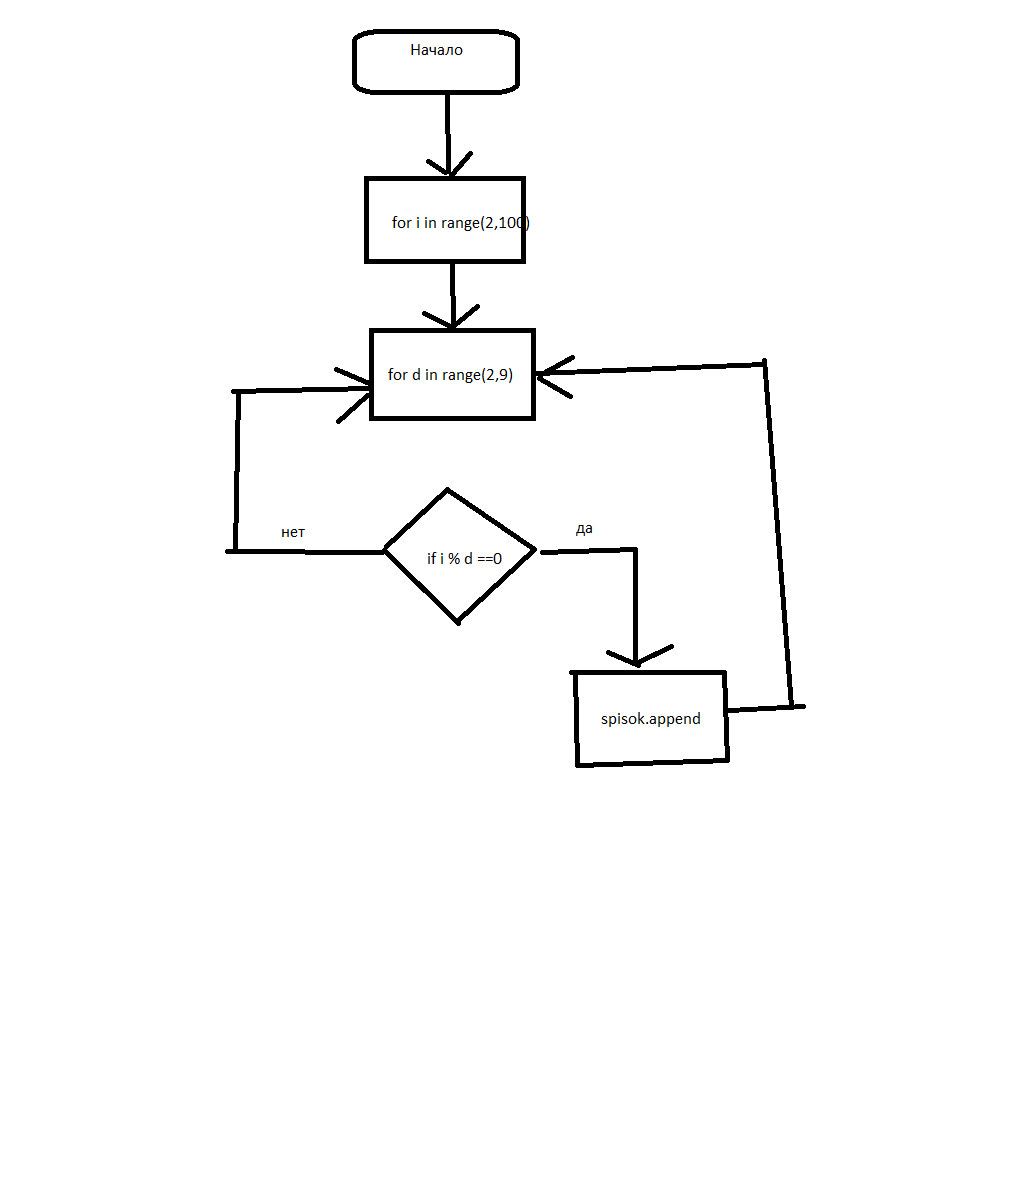 Начало
for i in range(2,100)
for d in range(2,9)
нет
да
if i % d ==0
spisok.append